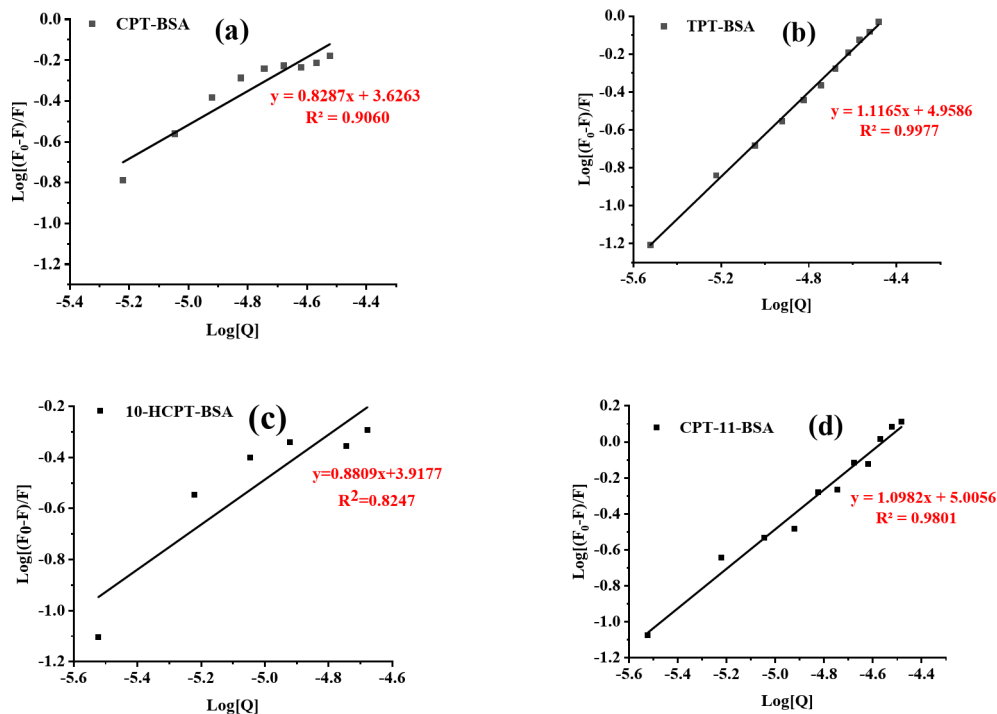 CPT-BSA
(a)
y = 0.8287x + 3.6263
R² = 0.9060
Log[(F₀-F)/F]
0.0
-0.2
-0.4
-0.6
-0.8
-1.0
-1.2
-5.4 -5.2 -5.0 -4.8 -4.6 -4.4
Log[Q]
TPT-BSA
(b)
y = 1.1165x + 4.9586
R² = 0.9977
Log[(F₀-F)/F]
0.0
-0.2
-0.4
-0.6
-0.8
-1.0
-1.2
-5.6 -5.2 -4.8 -4.4
Log[Q]
10-HCPT-BSA
(c)
y=0.8809x+3.9177
R²=0.8247
Log[(F0-F)/F]
-0.2
-0.4
-0.6
-0.8
-1.0
-1.2
-5.6 -5.4 -5.2 -5.0 -4.8 -4.6
Log[Q]
CPT-11-BSA
(d)
y = 1.0982x + 5.0056
R² = 0.9801
Log[(F₀-F)/F]
0.2
0.0
-0.2
-0.4
-0.6
-0.8
-1.0
-1.2
-5.6 -5.4 -5.2 -5.0 -4.8 -4.6 -4.4
Log[Q]